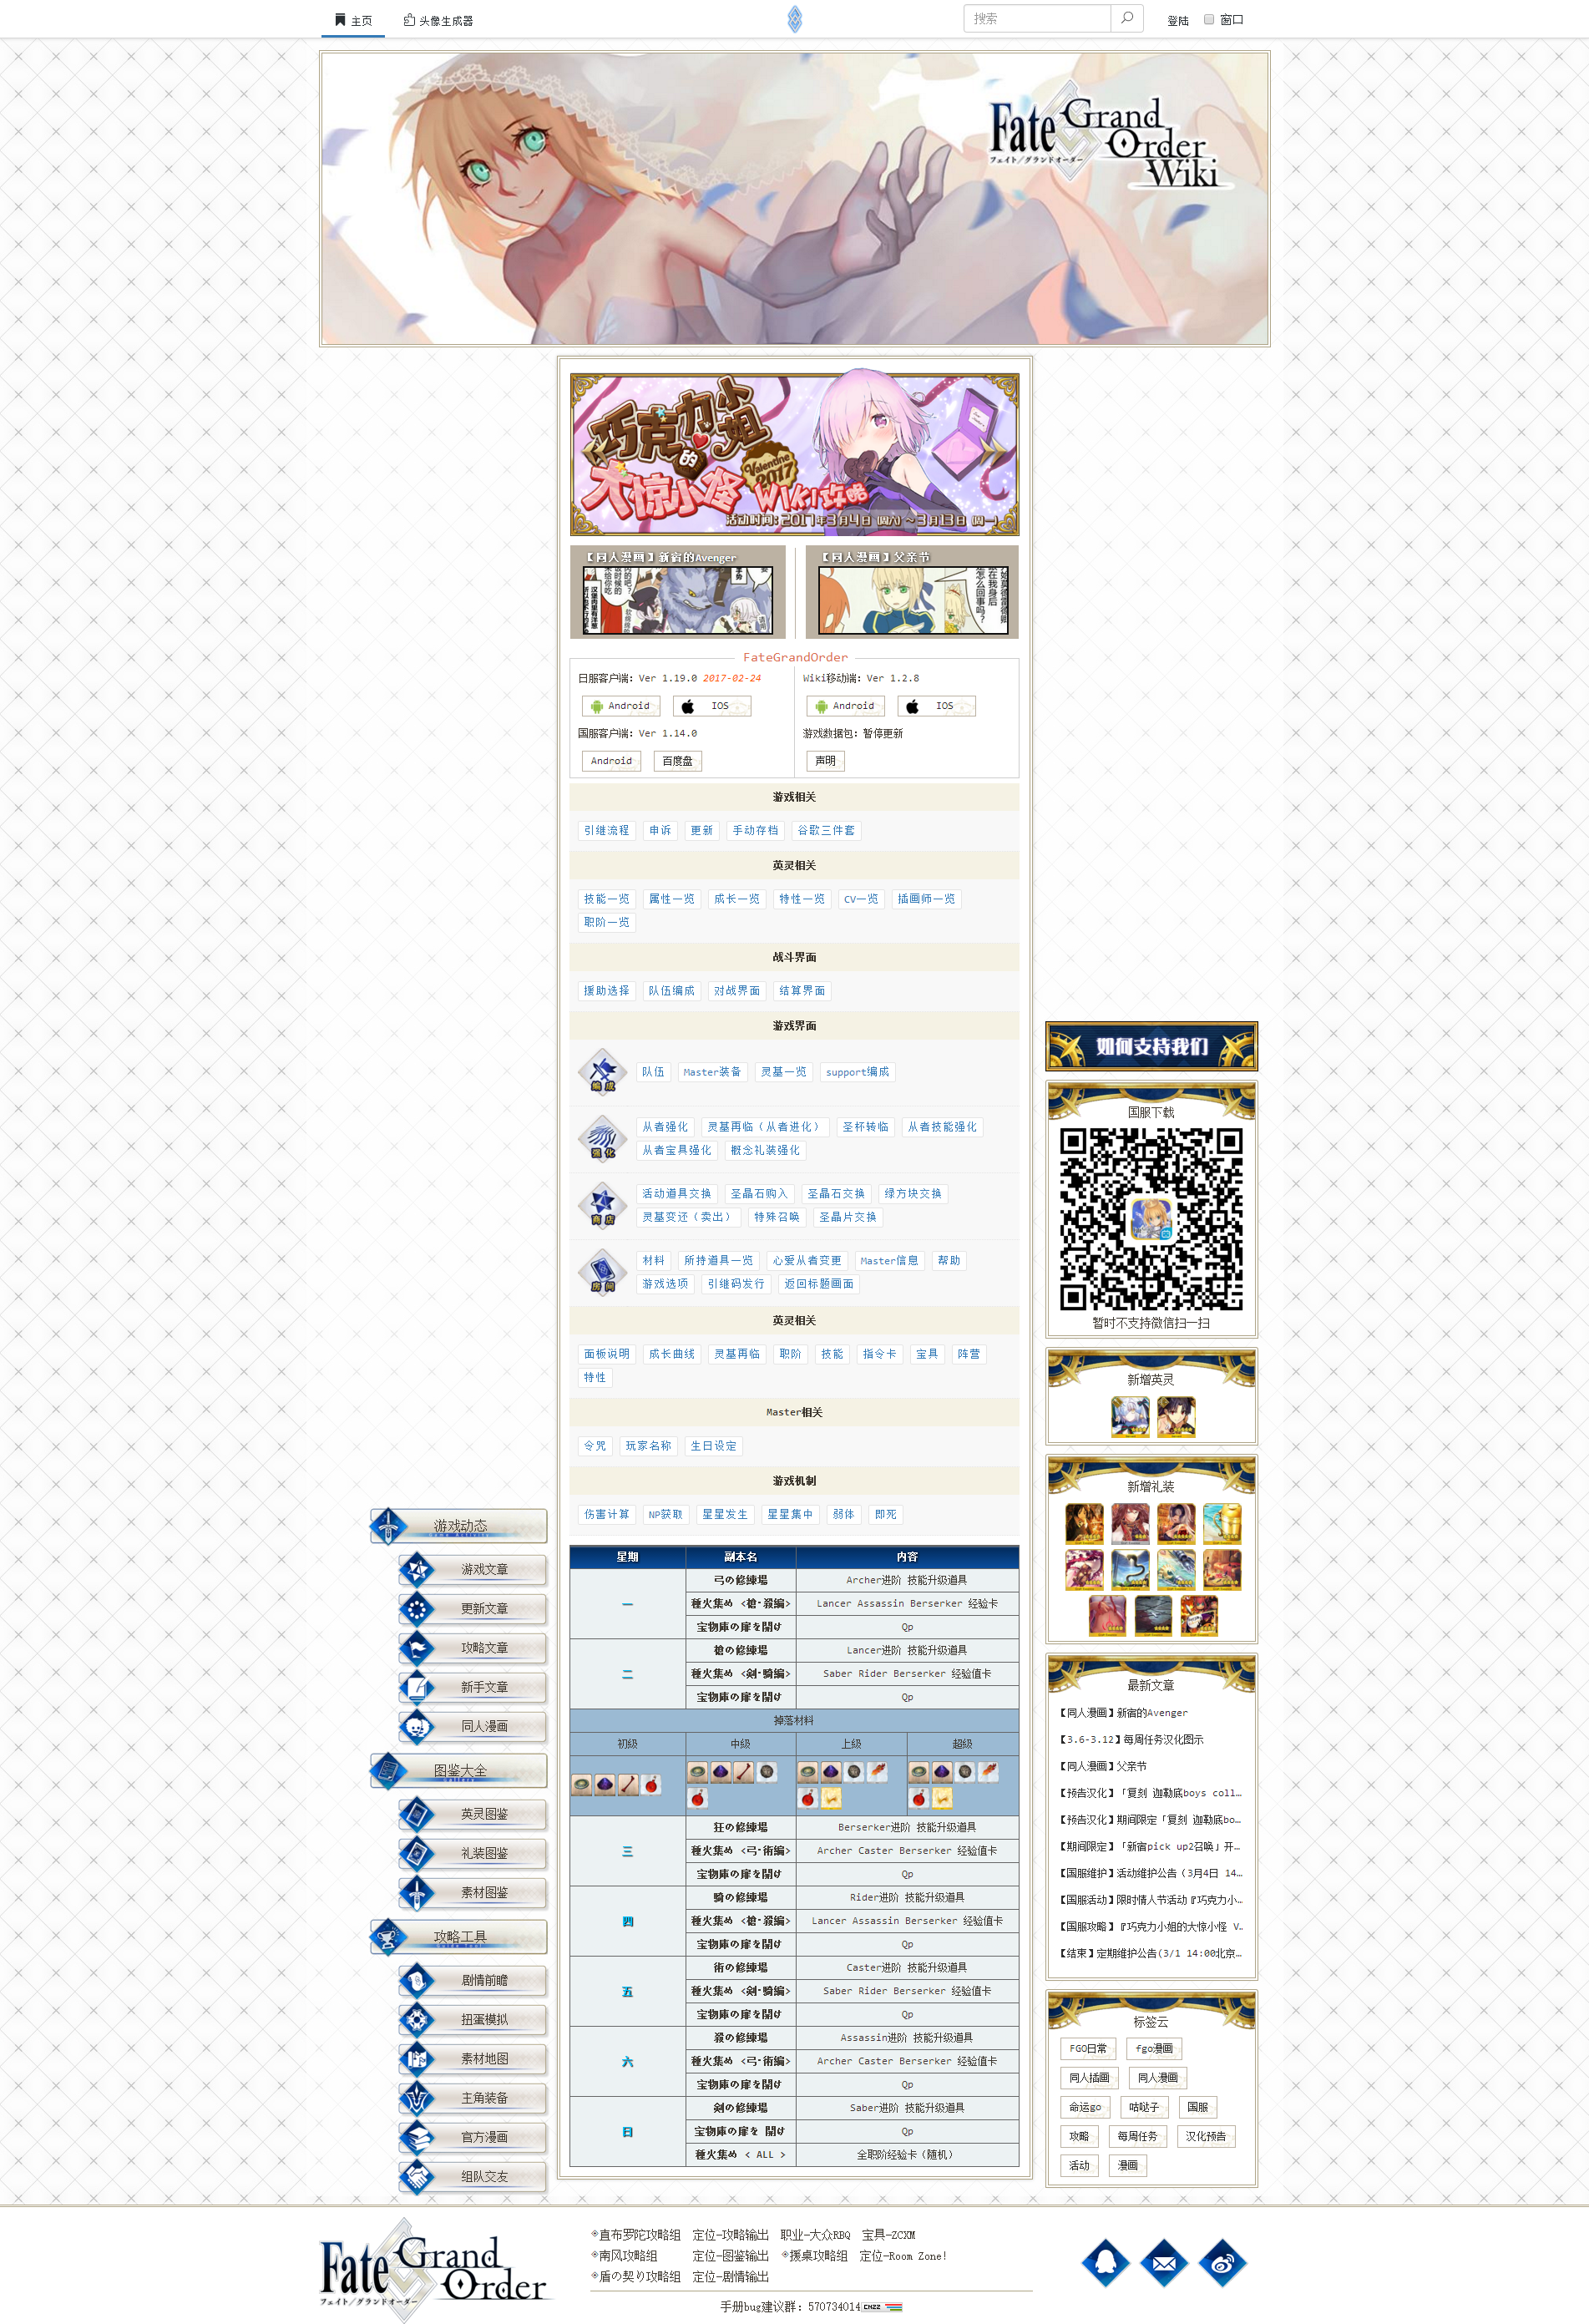 主页
头像生成器
搜索
登陆
窗口
Fate Grand Order Wiki
フェイト/グランドオーダー
巧克力小姐的大惊小怪
Valentine 2017
WIKI攻略
活动时间：2017年3月4日 W六 ~3月13日 W一
【同人漫画】新宿的Avenger
【同人漫画】父亲节
FateGrandOrder
日服客户端: Ver 1.19.0 2017-02-24
Android
IOS
国服客户端: Ver 1.14.0
Android
百度盘
Wiki移动端: Ver 1.2.8
Android
IOS
游戏数据包: 暂停更新
声明
游戏相关
引继流程 申诉 更新 手动存档 谷歌三件套
英灵相关
技能一览 属性一览 成长一览 特性一览 CV一览 插画师一览
职阶一览
战斗界面
援助选择 队伍编成 对战界面 结算界面
游戏界面
编成
队伍 Master装备 灵基一览 support编成
强化
从者强化 灵基再临（从者进化） 圣杯转临 从者技能强化
从者宝具强化 概念礼装强化
商店
活动道具交换 圣晶石购入 圣晶石交换 绿方块交换
灵基变还（卖出） 特殊召唤 圣晶片交换
房间
材料 所持道具一览 心爱从者变更 Master信息 帮助
游戏选项 引继码发行 返回标题画面
英灵相关
面板说明 成长曲线 灵基再临 职阶 技能 指令卡 宝具 阵营
特性
Master相关
令咒 玩家名称 生日设定
游戏机制
伤害计算 NP获取 星星发生 星星集中 弱体 即死
星期 副本名 内容
一
弓の修練場 Archer进阶 技能升级道具
種火集め <槍·殺編> Lancer Assassin Berserker 经验卡
宝物庫の扉を開け Qp
二
槍の修練場 Lancer进阶 技能升级道具
種火集め <剣·騎編> Saber Rider Berserker 经验值卡
宝物庫の扉を開け Qp
掉落材料
初级 中级 上级 超级
三
狂の修練場 Berserker进阶 技能升级道具
種火集め <弓·術編> Archer Caster Berserker 经验值卡
宝物庫の扉を開け Qp
四
騎の修練場 Rider进阶 技能升级道具
種火集め <槍·殺編> Lancer Assassin Berserker 经验值卡
宝物庫の扉を開け Qp
五
術の修練場 Caster进阶 技能升级道具
種火集め <剣·騎編> Saber Rider Berserker 经验值卡
宝物庫の扉を開け Qp
六
殺の修練場 Assassin进阶 技能升级道具
種火集め <弓·術編> Archer Caster Berserker 经验值卡
宝物庫の扉を開け Qp
日
剣の修練場 Saber进阶 技能升级道具
宝物庫の扉を 開け Qp
種火集め < ALL > 全职阶经验卡（随机）
游戏动态
游戏文章
更新文章
攻略文章
新手文章
同人漫画
图鉴大全
英灵图鉴
礼装图鉴
素材图鉴
攻略工具
剧情前瞻
扭蛋模拟
素材地图
主角装备
官方漫画
组队交友
如何支持我们
国服下载
暂时不支持微信扫一扫
新增英灵
新增礼装
最新文章
【同人漫画】新宿的Avenger
【3.6-3.12】每周任务汉化图示
【同人漫画】父亲节
【预告汉化】「复刻 迦勒底boys coll…
【预告汉化】期间限定「复刻 迦勒底bo…
【期间限定】「新宿pick up2召唤」开…
【国服维护】活动维护公告（3月4日 14…
【国服活动】限时情人节活动『巧克力小…
【国服攻略】『巧克力小姐的大惊小怪 V…
【结束】定期维护公告(3/1 14:00北京…
标签云
FGO日常 fgo漫画
同人插画 同人漫画
命运go 咕哒子 国服
攻略 每周任务 汉化预告
活动 漫画
Fate Grand Order
フェイト/グランドオーダー
直布罗陀攻略组 定位-攻略输出 职业-大众RBQ 宝具-ZCXM
南风攻略组 定位-图鉴输出 援桌攻略组 定位-Room Zone!
盾の契り攻略组 定位-剧情输出
手册bug建议群: 570734014 CNZZ